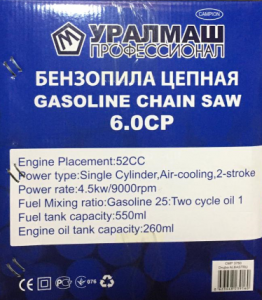 CAMPION
УРАЛМАШ
ПРОФЕССИОНАЛ
БЕНЗОПИЛА ЦЕПНАЯ
GASOLINE CHAIN SAW
6.0CP
Engine Placement:52CC
Power type:Single Cylinder,Air-cooling,2-stroke
Power rate:4.5kw/9000rpm
Fuel Mixing ratio:Gasoline 25:Two cycle oil 1
Fuel tank capacity:550ml
Engine oil tank capacity:260ml
CE